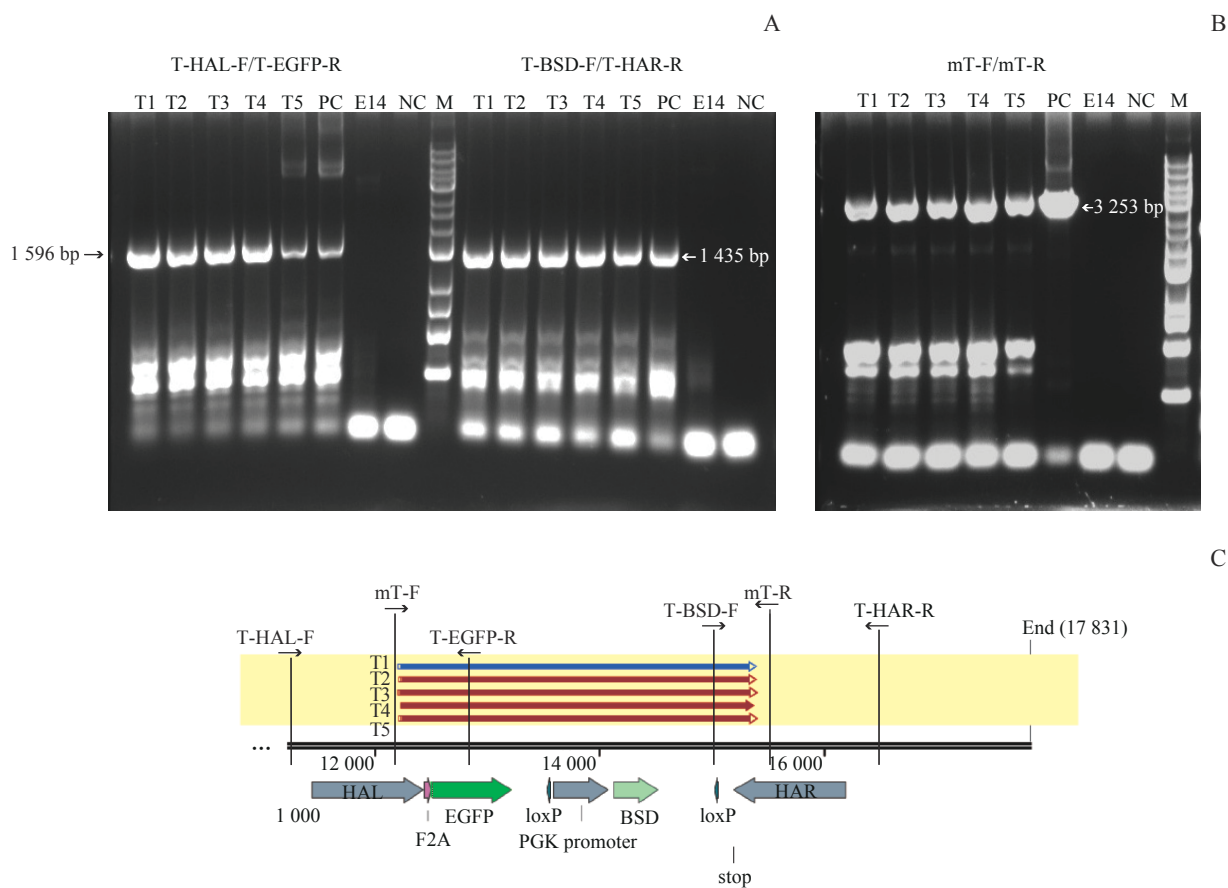 A
B
T-HAL-F/T-EGFP-R
T-BSD-F/T-HAR-R
mT-F/mT-R
T1 T2 T3 T4 T5 PC E14 NC M T1 T2 T3 T4 T5 PC E14 NC
T1 T2 T3 T4 T5 PC E14 NC M
1 596 bp
1 435 bp
3 253 bp
C
mT-F
mT-R
T-BSD-F
T-HAR-R
T-HAL-F
T-EGFP-R
End (17 831)
T1
T2
T3
T4
T5
...
12 000
14 000
16 000
HAL
HAR
1 000
EGFP
loxP
BSD
loxP
F2A
PGK promoter
stop